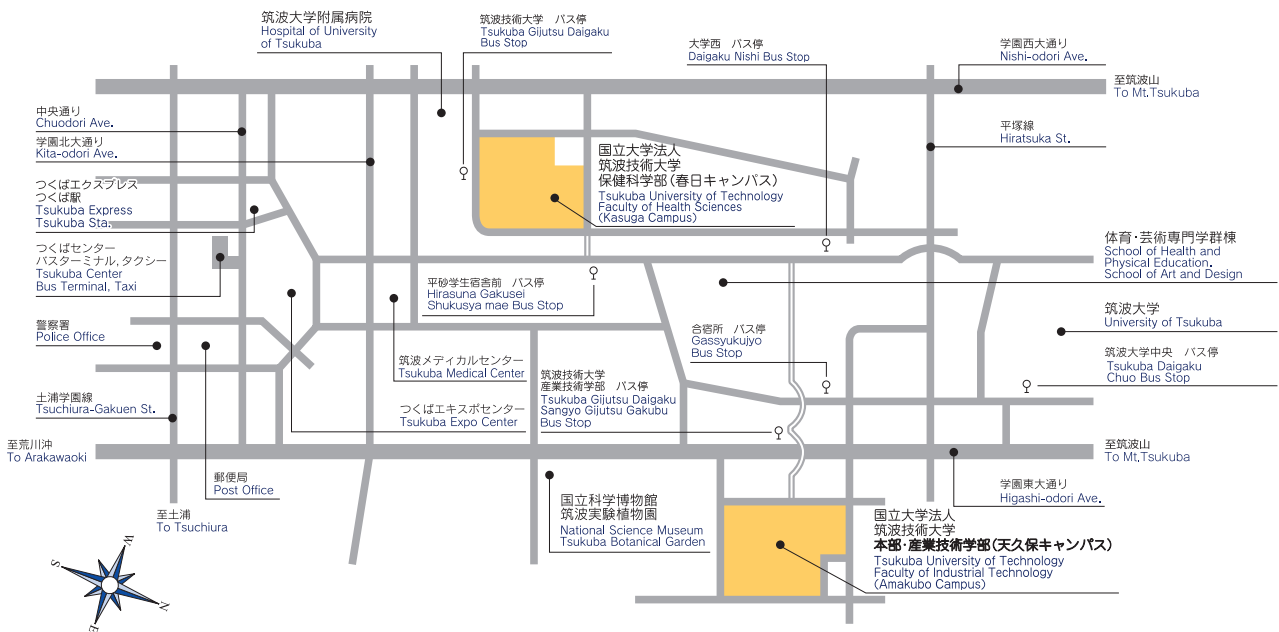 筑波大学附属病院
Hospital of University
of Tsukuba
筑波技術大学　バス停
Tsukuba Gijutsu Daigaku
Bus Stop
大学西　バス停
Daigaku Nishi Bus Stop
学園西大通り
Nishi-odori Ave.
至筑波山
To Mt.Tsukuba
中央通り
Chuodori Ave.
学園北大通り
Kita-odori Ave.
平塚線
Hiratsuka St.
国立大学法人
筑波技術大学
保健科学部(春日キャンパス)
Tsukuba University of Technology
Faculty of Health Sciences
(Kasuga Campus)
つくばエクスプレス
つくば駅
Tsukuba Express
Tsukuba Sta.
つくばセンター
バスターミナル,タクシー
Tsukuba Center
Bus Terminal, Taxi
体育・芸術専門学群棟
School of Health and
Physical Education.
School of Art and Design
平砂学生宿舎前　バス停
Hirasuna Gakusei
Shukusya mae Bus Stop
筑波大学
University of Tsukuba
警察署
Police Office
合宿所　バス停
Gassyukujyo
Bus Stop
筑波メディカルセンター
Tsukuba Medical Center
筑波大学中央　バス停
Tsukuba Daigaku
Chuo Bus Stop
筑波技術大学
産業技術学部　バス停
Tsukuba Gijutsu Daigaku
Sangyo Gijutsu Gakubu
Bus Stop
土浦学園線
Tsuchiura-Gakuen St.
つくばエキスポセンター
Tsukuba Expo Center
至荒川沖
To Arakawaoki
至筑波山
To Mt.Tsukuba
郵便局
Post Office
学園東大通り
Higashi-odori Ave.
国立科学博物館
筑波実験植物園
National Science Museum
Tsukuba Botanical Garden
至土浦
To Tsuchiura
国立大学法人
筑波技術大学
本部・産業技術学部(天久保キャンパス)
Tsukuba University of Technology
Faculty of Industrial Technology
(Amakubo Campus)
W
S
N
E